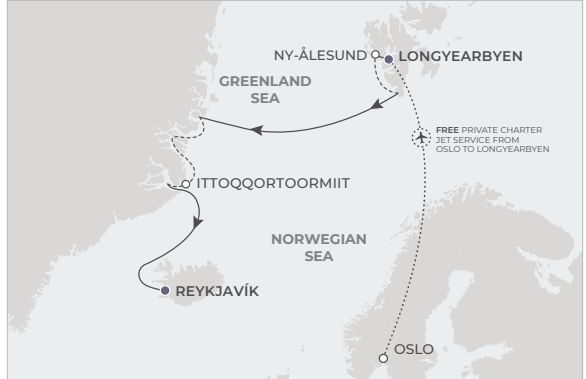 NY-ÅLESUND
LONGYEARBYEN
GREENLAND
SEA
FREE PRIVATE CHARTER
JET SERVICE FROM
OSLO TO LONGYEARBYEN
ITTOQQORTOORMIIT
NORWEGIAN
SEA
REYKJAVÍK
OSLO